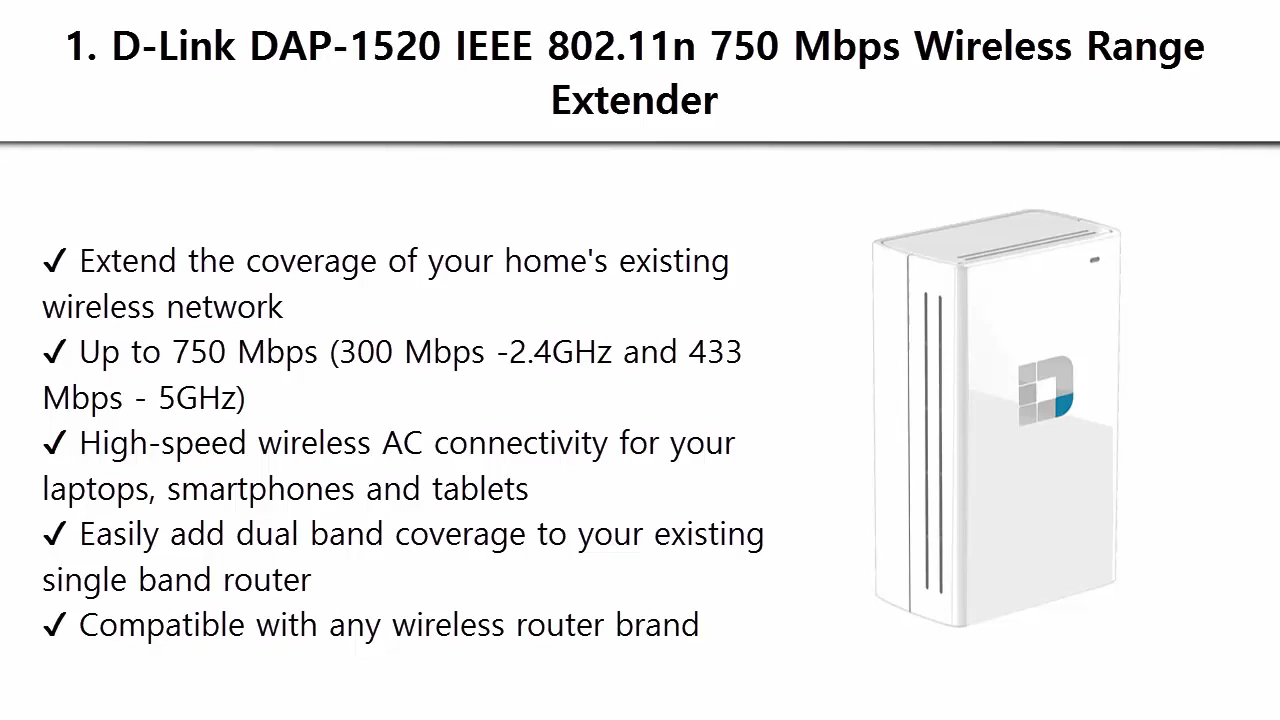 1. D-Link DAP-1520 IEEE 802.11n 750 Mbps Wireless Range
Extender
✓ Extend the coverage of your home's existing
wireless network
✓ Up to 750 Mbps (300 Mbps -2.4GHz and 433
Mbps - 5GHz)
✓ High-speed wireless AC connectivity for your
laptops, smartphones and tablets
✓ Easily add dual band coverage to your existing
single band router
✓ Compatible with any wireless router brand